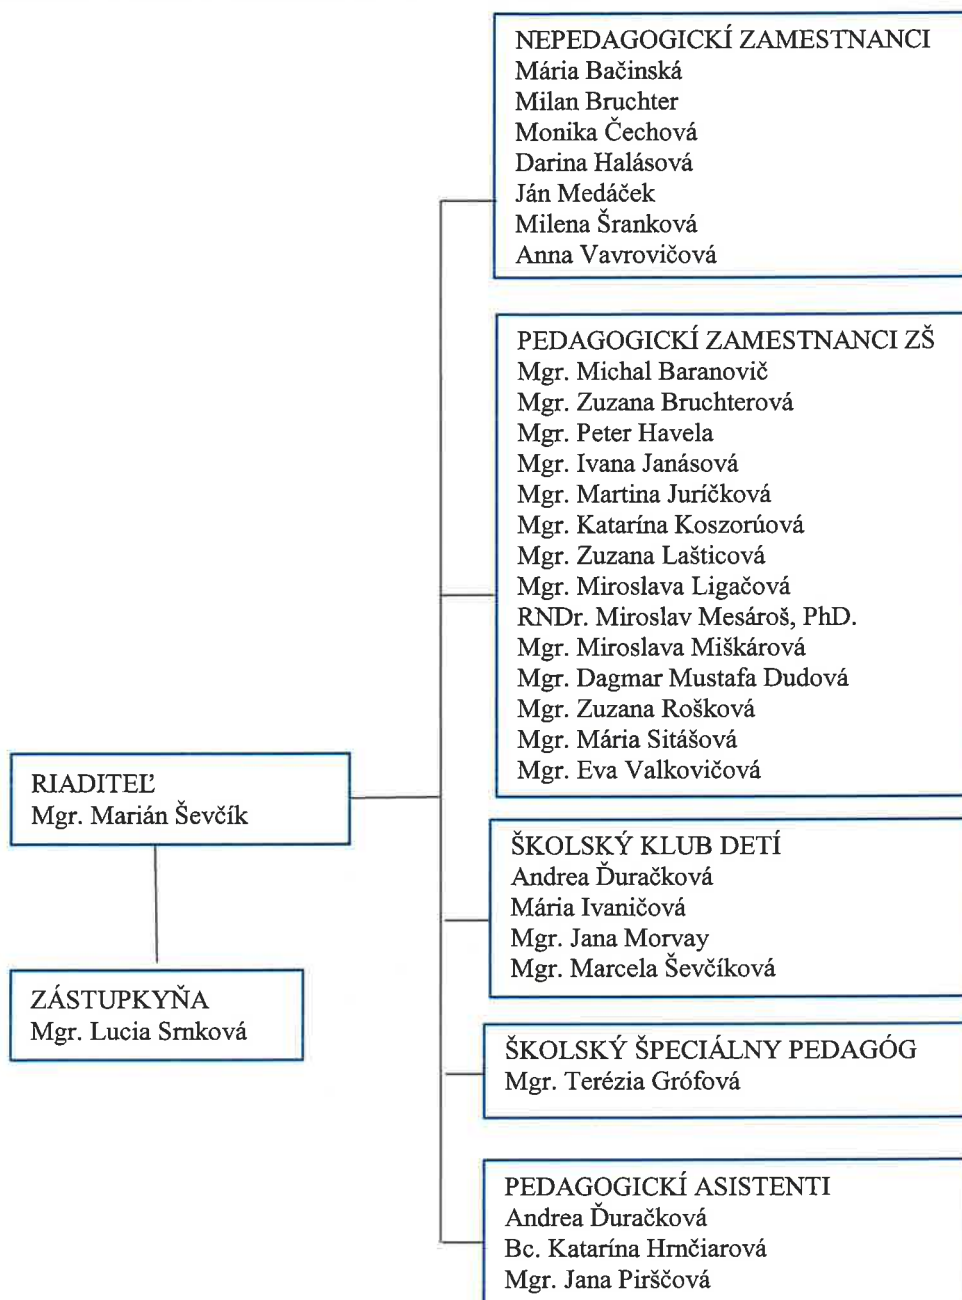 NEPEDAGOGICKÍ ZAMESTNANCI
Mária Bačinská
Milan Bruchter
Monika Čechová
Darina Halásová
Ján Medáček
Milena Šranková
Anna Vavrovičová
PEDAGOGICKÍ ZAMESTNANCI ZŠ
Mgr. Michal Baranovič
Mgr. Zuzana Bruchterová
Mgr. Peter Havela
Mgr. Ivana Janásová
Mgr. Martina Juríčková
Mgr. Katarína Koszorúová
Mgr. Zuzana Lašticová
Mgr. Miroslava Ligačová
RNDr. Miroslav Mesároš, PhD.
Mgr. Miroslava Miškárová
Mgr. Dagmar Mustafa Dudová
Mgr. Zuzana Rošková
Mgr. Mária Sitášová
Mgr. Eva Valkovičová
RIADITEĽ
Mgr. Marián Ševčík
ZÁSTUPKYŇA
Mgr. Lucia Srnková
ŠKOLSKÝ KLUB DETÍ
Andrea Ďuračková
Mária Ivaničová
Mgr. Jana Morvay
Mgr. Marcela Ševčíková
ŠKOLSKÝ ŠPECIÁLNY PEDAGÓG
Mgr. Terézia Grófová
PEDAGOGICKÍ ASISTENTI
Andrea Ďuračková
Bc. Katarína Hrnčiarová
Mgr. Jana Pirščová